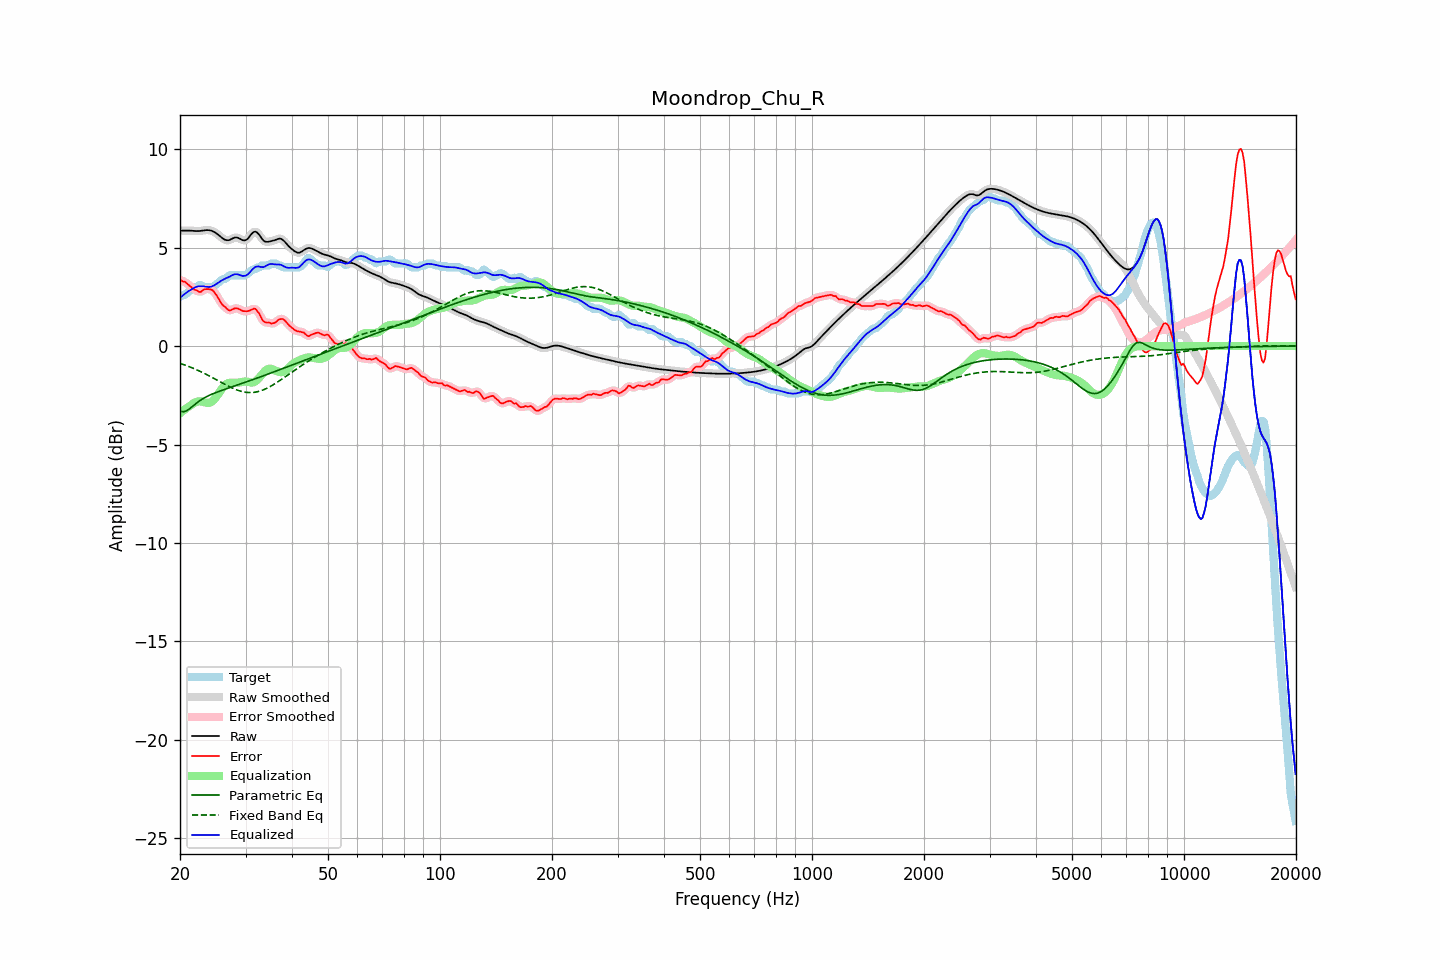 Moondrop_Chu_R
10
5
0
−5
−10
−15
−20
−25
Amplitude (dBr)
Target
Raw Smoothed
Error Smoothed
Raw
Error
Equalization
Parametric Eq
Fixed Band Eq
Equalized
20 50 100 200 500 1000 2000 5000 10000 20000
Frequency (Hz)